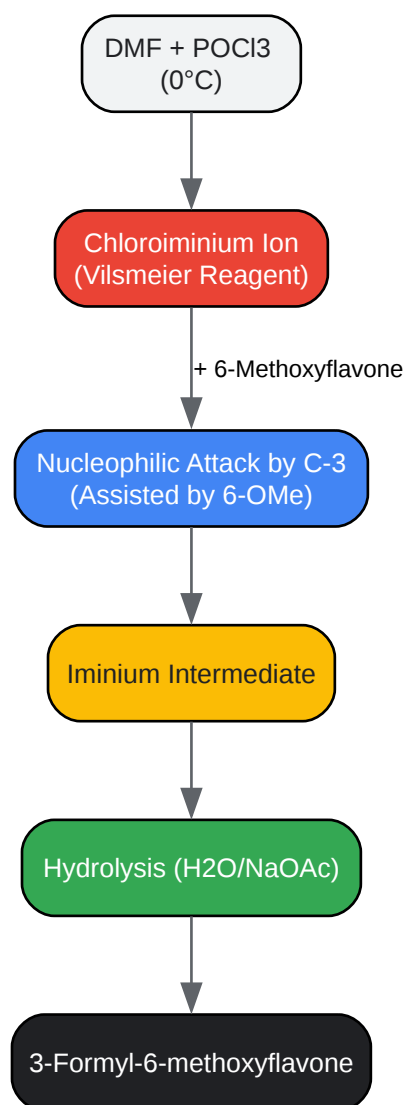 DMF + POCl3
(0°C)
Chloroiminium Ion
(Vilsmeier Reagent)
+ 6-Methoxyflavone
Nucleophilic Attack by C-3
(Assisted by 6-OMe)
Iminium Intermediate
Hydrolysis (H2O/NaOAc)
3-Formyl-6-methoxyflavone